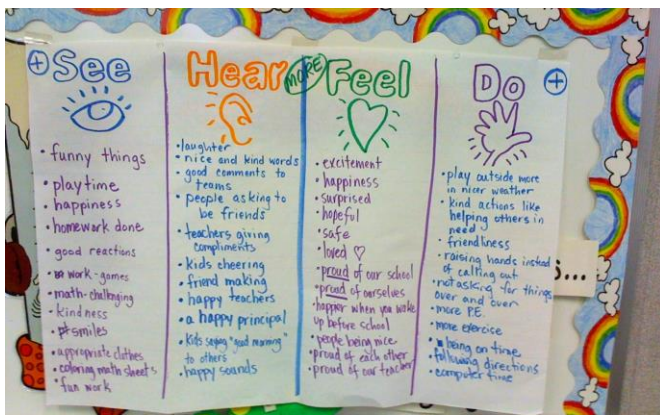 + See
• funny things
• playtime
• happiness
• homework done
• good reactions
• work-games
• math-challenging
• kindness
• smiles
• appropriate clothes
• coloring math sheets
• fun work
Hear
• laughter
• nice and kind words
• good comments to
teams
• people asking to
be friends
• teachers giving
compliments
• kids cheering
• friend making
• happy teachers
• a happy principal
• kids saying "good morning"
to others
• happy sounds
MORE
Feel
• excitement
• happiness
• surprised
• hopeful
• safe
• loved ♡
• proud of our school
• proud of ourselves
• happier when you woke
up before school
• people being nice
• proud of each other
• proud of our teacher
Do +
• play outside more
in nicer weather
• kind actions like
helping others in
need
• friendliness
• raising hands instead
of calling out
• not asking for things
over and over
• more P.E.
• more exercise
• being on time
• following directions
• computer time
S...